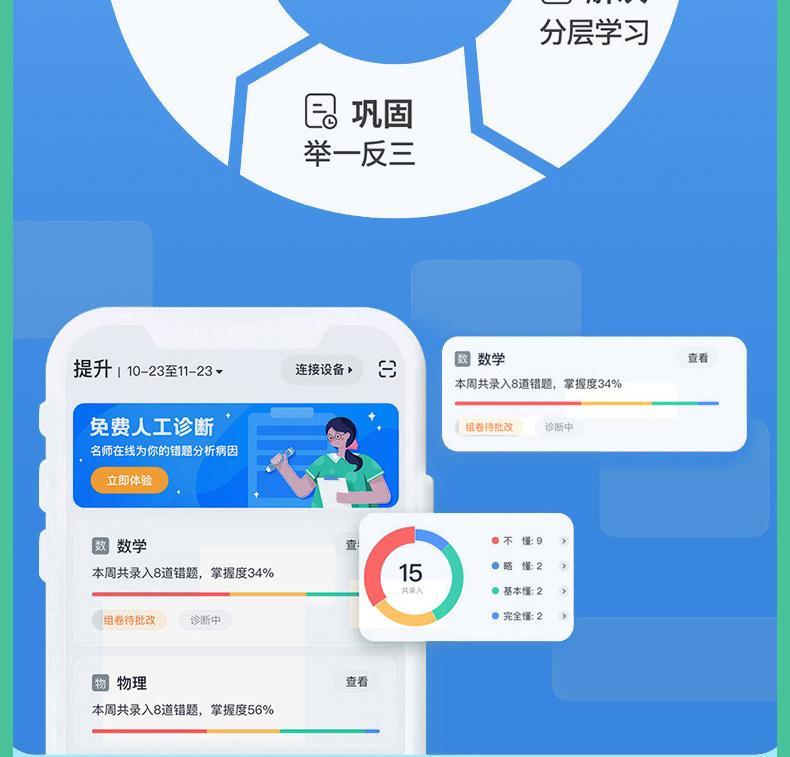 分层学习
巩固
举一反三
提升 | 10-23至11-23
连接设备
免费人工诊断
名师在线为你的错题分析病因
立即体验
数 数学 查看
本周共录入8道错题，掌握度34%
组卷待批改 诊断中
数 数学 查
本周共录入8道错题，掌握度34%
组卷待批改 诊断中
15
共录入
不 懂: 9
略 懂: 2
基本懂: 2
完全懂: 2
物 物理 查看
本周共录入8道错题，掌握度56%